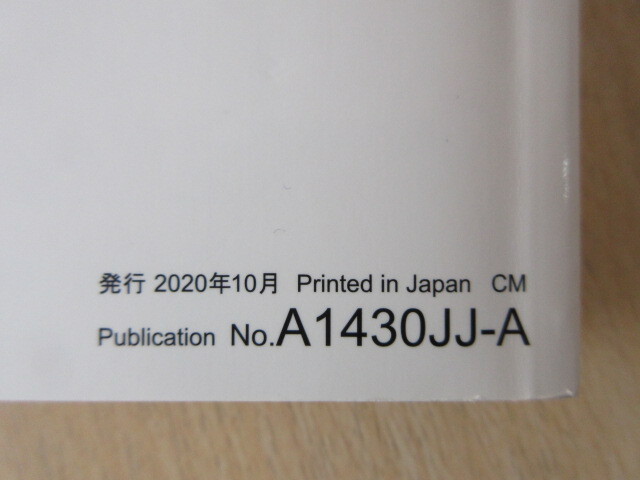 発行 2020年10月 Printed in Japan CM
Publication No.A1430JJ-A